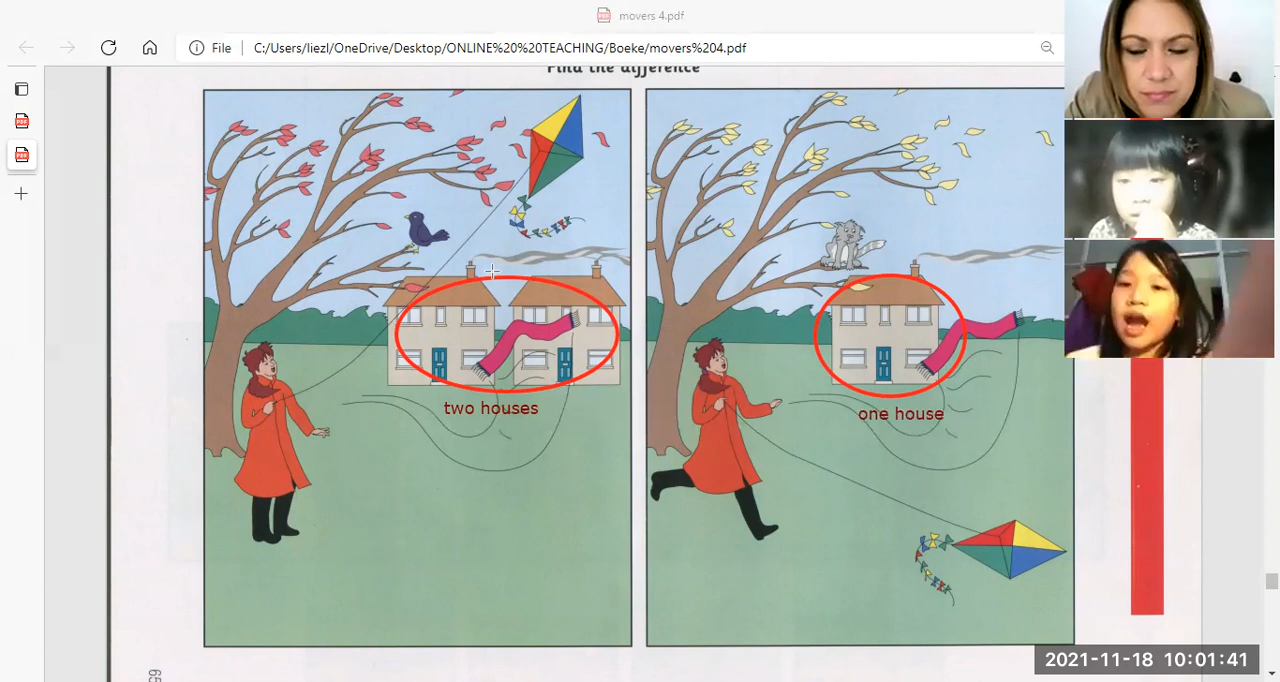 movers 4.pdf
File | C:/Users/liezl/OneDrive/Desktop/ONLINE%20%20TEACHING/Boeke/movers%204.pdf
Find the difference
two houses
one house
69
2021-11-18 10:01:41